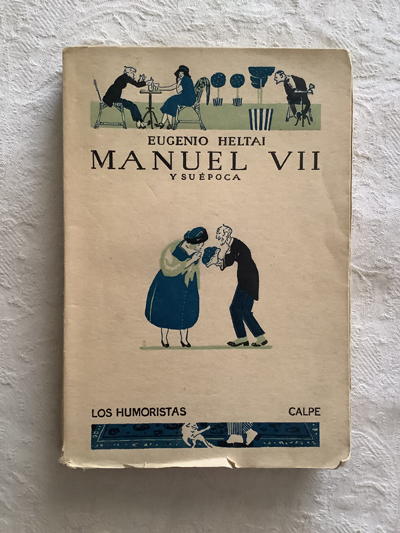 EUGENIO HELTAI
MANUEL VII
Y SU ÉPOCA
LOS HUMORISTAS
CALPE